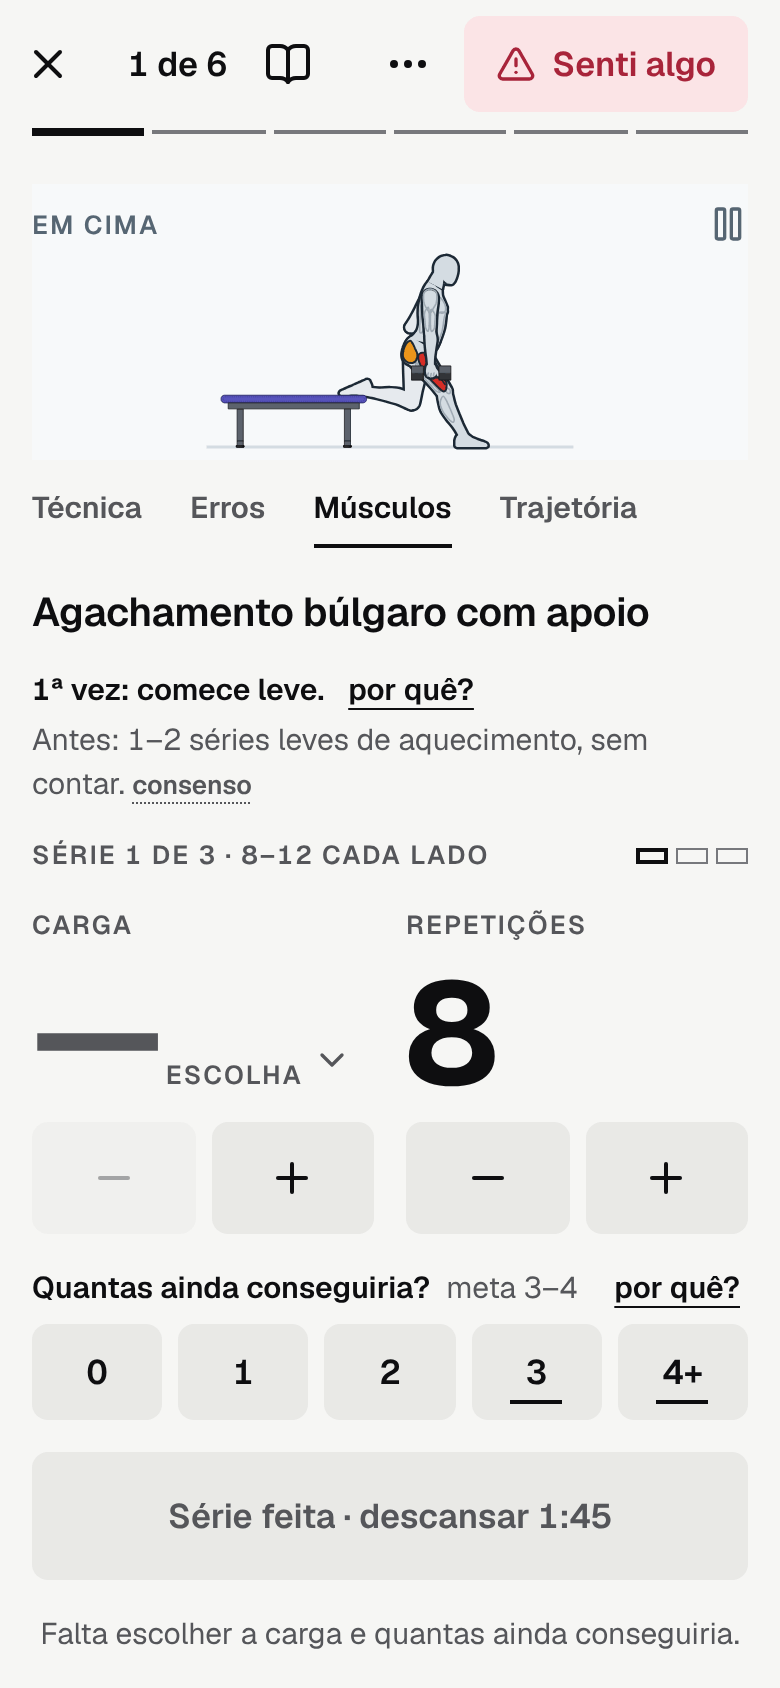 1 de 6
Senti algo
EM CIMA
Técnica Erros Músculos Trajetória
Agachamento búlgaro com apoio
1ª vez: comece leve. por quê?
Antes: 1–2 séries leves de aquecimento, sem
contar. consenso
SÉRIE 1 DE 3 · 8–12 CADA LADO
CARGA REPETIÇÕES
— ESCOLHA 8
− + − +
Quantas ainda conseguiria? meta 3–4 por quê?
0 1 2 3 4+
Série feita · descansar 1:45
Falta escolher a carga e quantas ainda conseguiria.